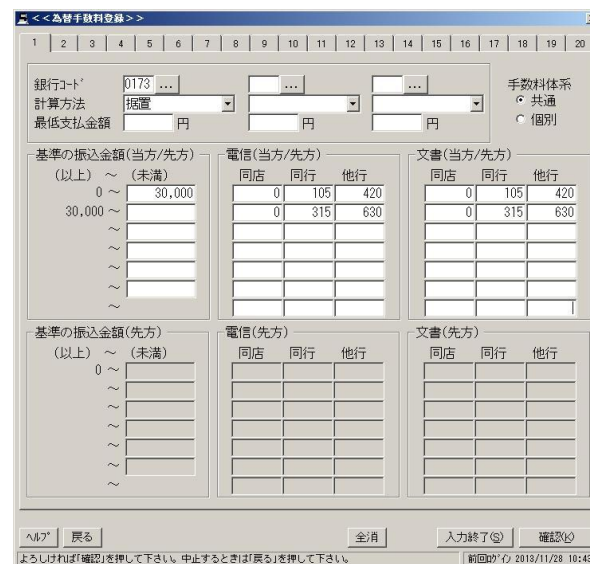 <<為替手数料登録>>
1 2 3 4 5 6 7 8 9 10 11 12 13 14 15 16 17 18 19 20
銀行ｺｰﾄﾞ 0173 ... ... ... 手数料体系
計算方法 据置 共通
最低支払金額 円 円 円 個別
基準の振込金額(当方/先方) 電信(当方/先方) 文書(当方/先方)
(以上) ～ (未満) 同店 同行 他行 同店 同行 他行
0 ～ 30,000 0 105 420 0 105 420
30,000 ～ 0 315 630 0 315 630
～
～
～
～
～
基準の振込金額(先方) 電信(先方) 文書(先方)
(以上) ～ (未満) 同店 同行 他行 同店 同行 他行
0 ～
～
～
～
～
～
～
ﾍﾙﾌﾟ 戻る 全消 入力終了(S) 確認(K)
よろしければ｢確認｣を押して下さい。中止するときは｢戻る｣を押して下さい。 前回ﾛｸﾞｲﾝ 2013/11/28 10:43